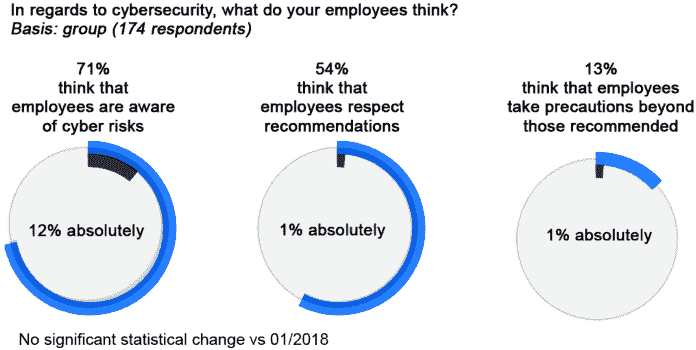 In regards to cybersecurity, what do your employees think?
Basis: group (174 respondents)
71%
think that
employees are aware
of cyber risks
12% absolutely
54%
think that
employees respect
recommendations
1% absolutely
13%
think that employees
take precautions beyond
those recommended
1% absolutely
No significant statistical change vs 01/2018